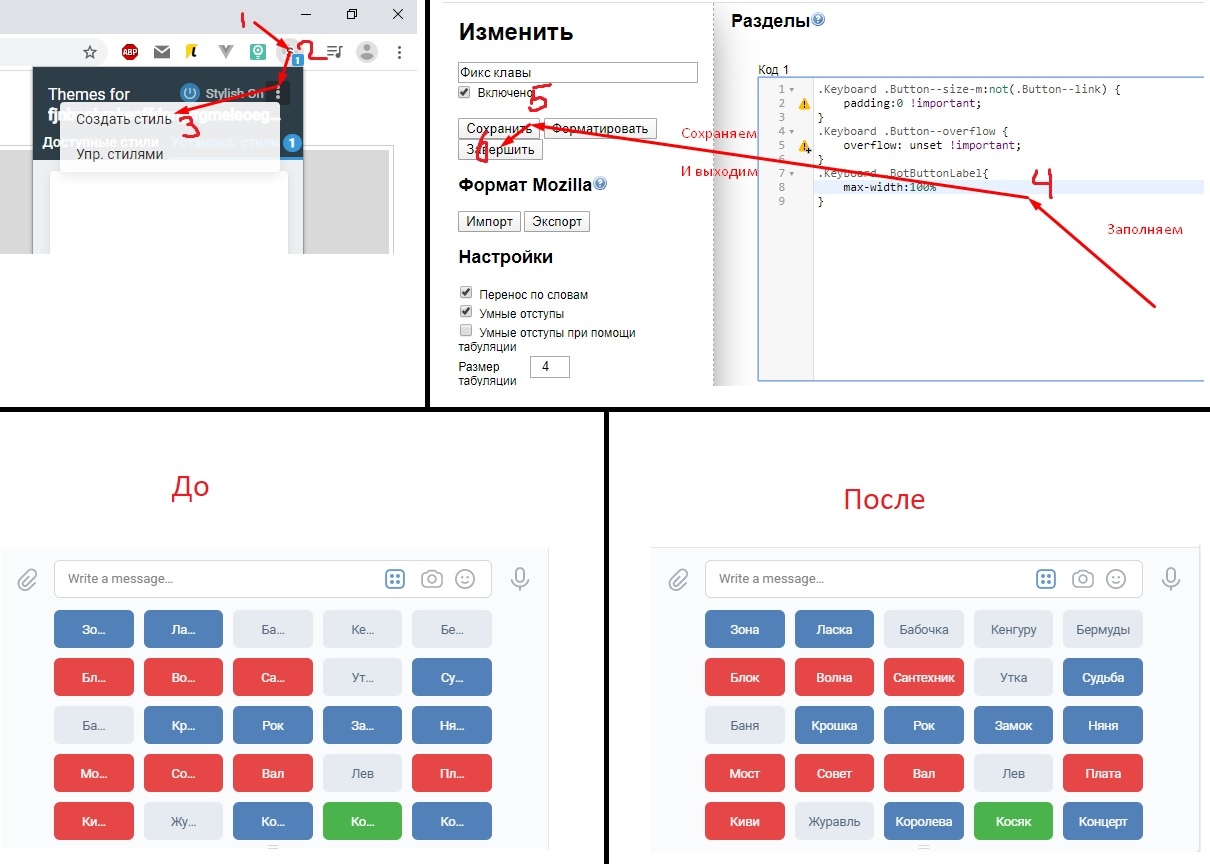 1
2
ABP
1
Themes for
Stylish On
Создать стиль
3
Доступные стили
1
Упр. стилями
Изменить
Фикс клавы
Включено
5
Сохранить
Форматировать
Завершить
6
Формат Mozilla
Импорт
Экспорт
Настройки
Перенос по словам
Умные отступы
Умные отступы при помощи
табуляции
Размер
табуляции
4
Сохраняем
И выходим
Разделы
Код 1
1 .Keyboard .Button--size-m:not(.Button--link) {
2 padding:0 !important;
3 }
4 .Keyboard .Button--overflow {
5 overflow: unset !important;
6 }
7 .Keyboard .BotButtonLabel{
8 max-width:100%
9 }
4
Заполняем
До
Write a message...
Зо... Ла... Ба... Ке... Бе...
Бл... Во... Са... Ут... Су...
Ба... Кр... Рок За... Ня...
Мо... Со... Вал Лев Пл...
Ки... Жу... Ко... Ко... Ко...
После
Write a message...
Зона Ласка Бабочка Кенгуру Бермуды
Блок Волна Сантехник Утка Судьба
Баня Крошка Рок Замок Няня
Мост Совет Вал Лев Плата
Киви Журавль Королева Косяк Концерт